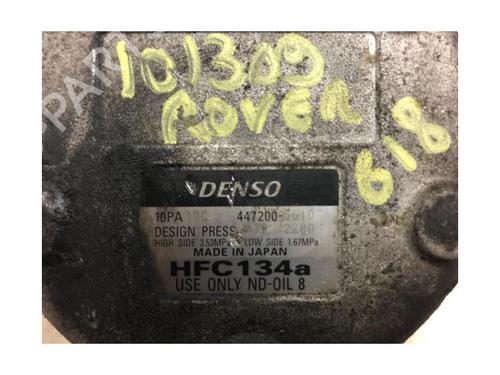 101309
ROVER
618
DENSO
10PA17C 447200-
DESIGN PRESS.
HIGH SIDE 3.53MPa LOW SIDE 1.67MPa
MADE IN JAPAN
HFC134a
USE ONLY ND-OIL 8